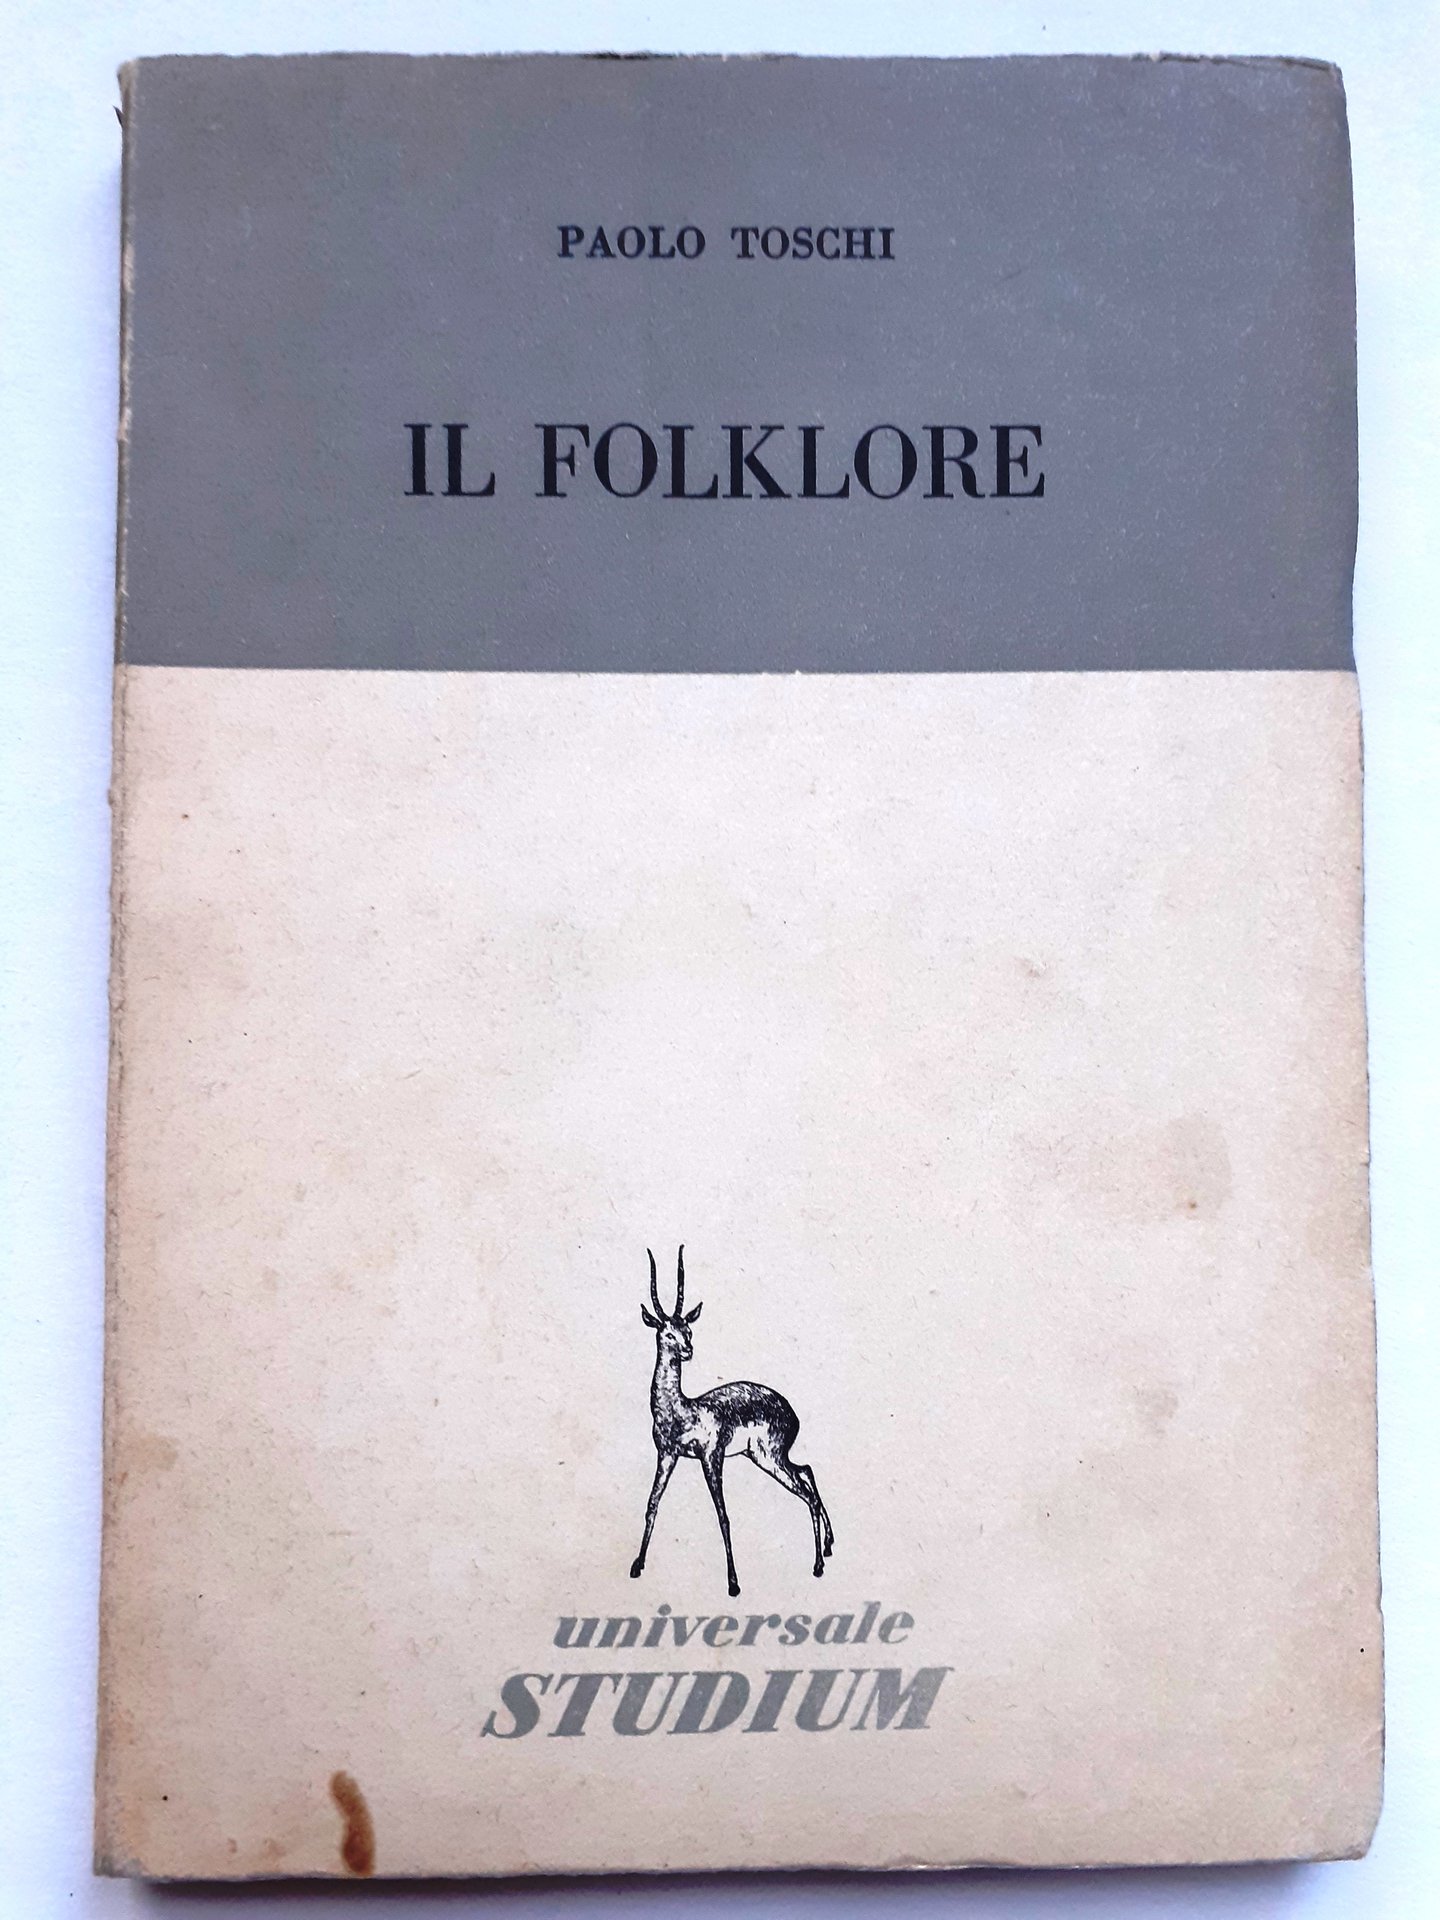 PAOLO TOSCHI
IL FOLKLORE
universale
STUDIUM